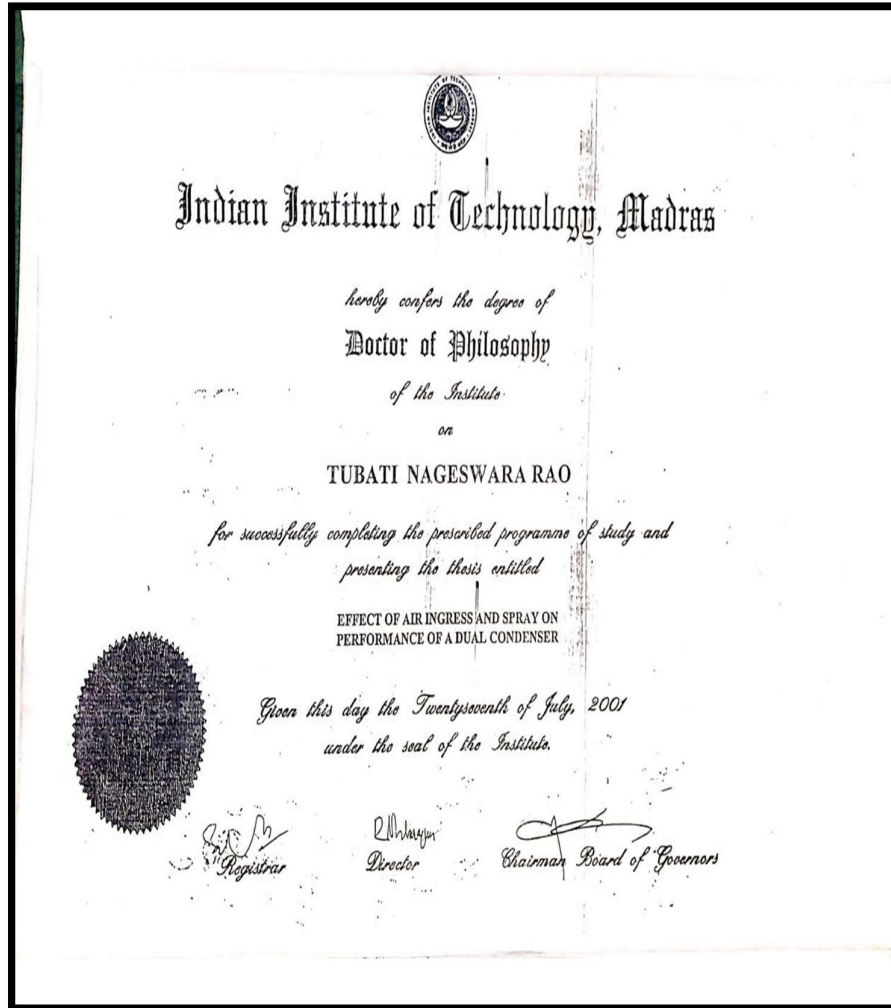 Indian Institute of Technology, Madras
hereby confers the degree of
Doctor of Philosophy
of the Institute
on
TUBATI NAGESWARA RAO
for successfully completing the prescribed programme of study and
presenting the thesis entitled
EFFECT OF AIR INGRESS AND SPRAY ON
PERFORMANCE OF A DUAL CONDENSER
Given this day the Twentyseventh of July, 2001
under the seal of the Institute.
Registrar
Director
Chairman Board of Governors